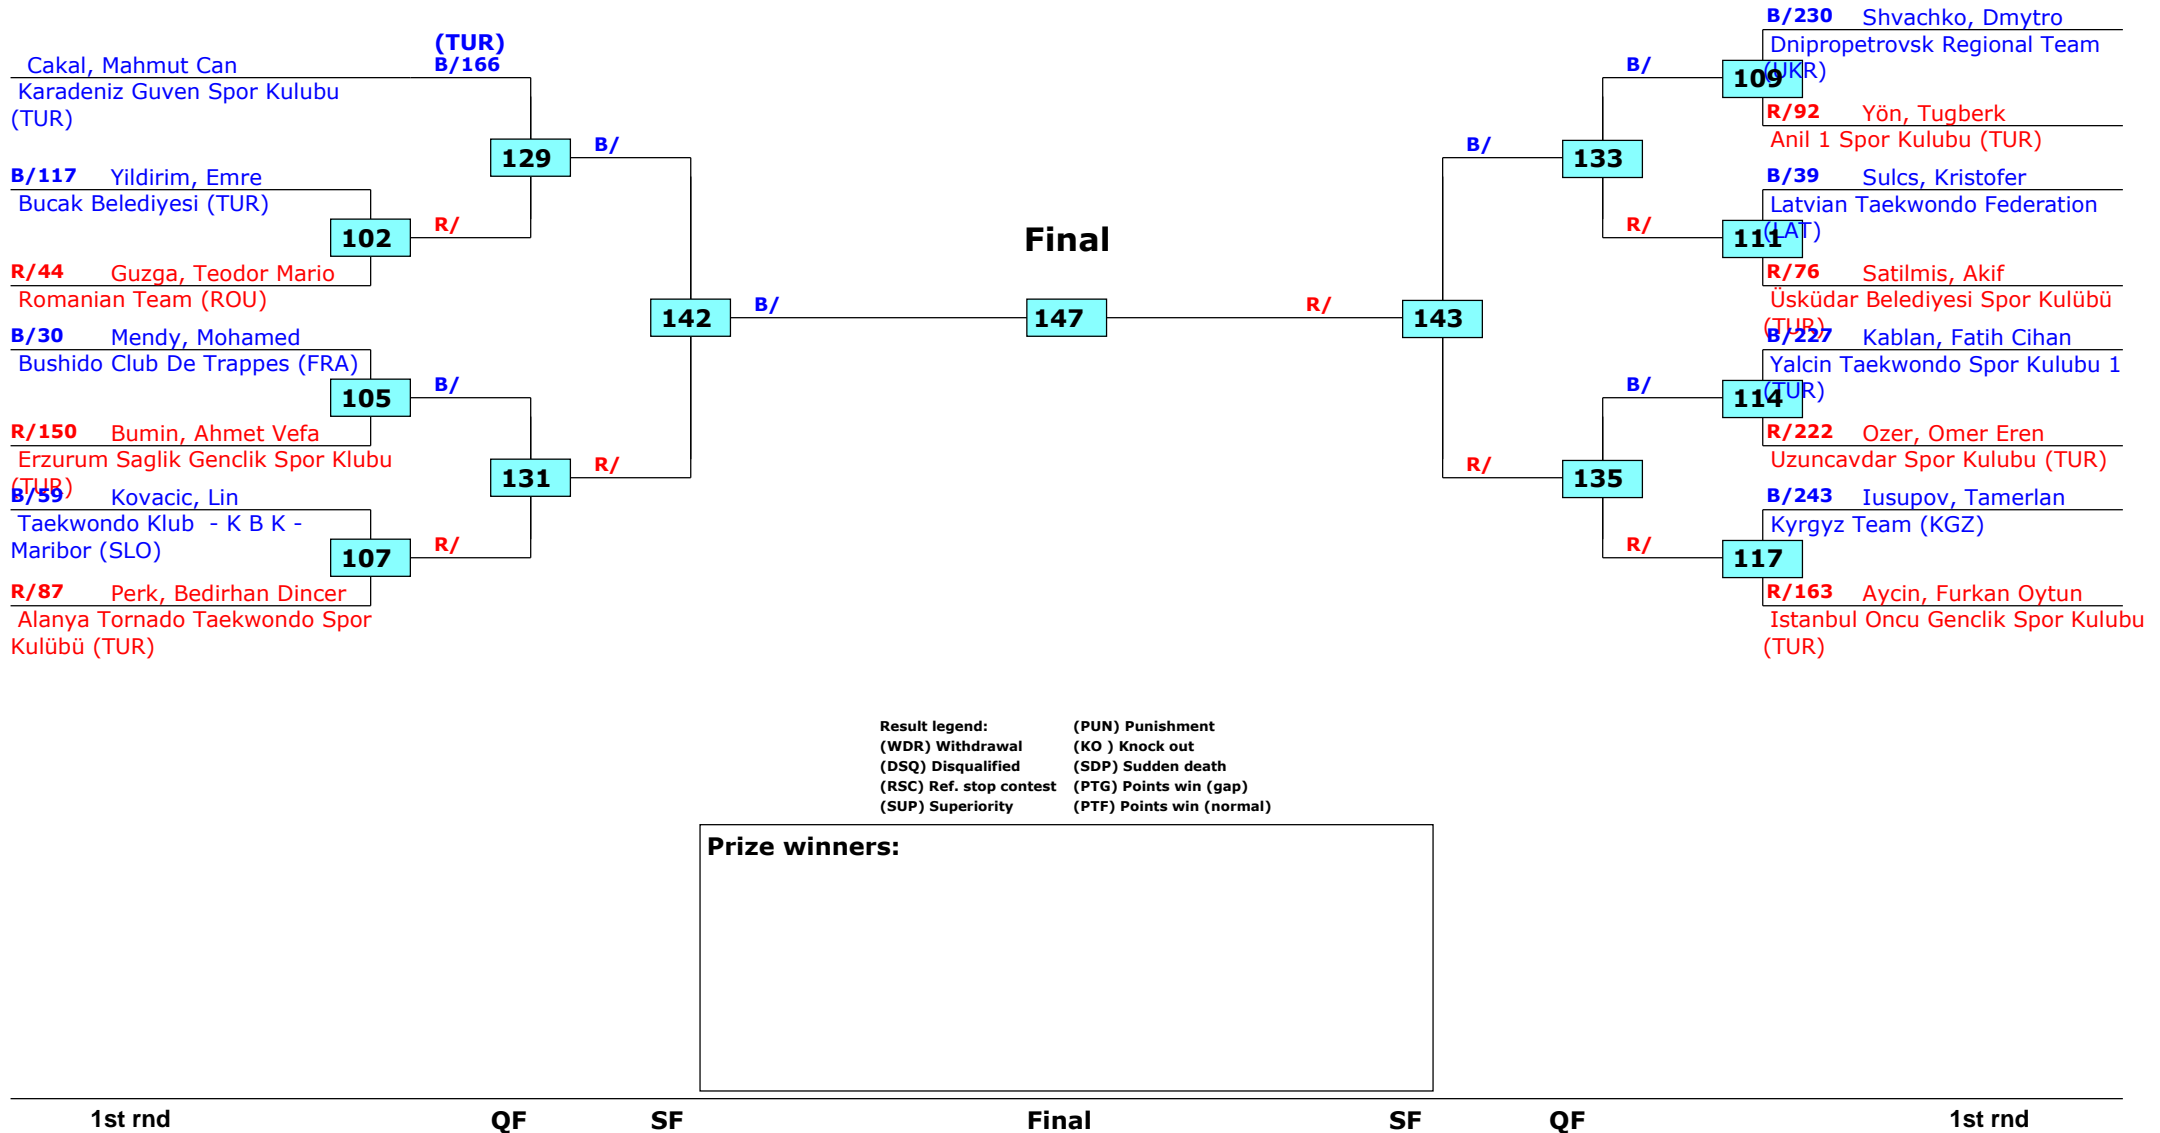 (TUR)
Cakal, Mahmut Can B/166
Karadeniz Guven Spor Kulubu
(TUR)
129
B/
B/117 Yildirim, Emre
Bucak Belediyesi (TUR)
102
R/
R/44 Guzga, Teodor Mario
Romanian Team (ROU)
142
B/
B/30 Mendy, Mohamed
Bushido Club De Trappes (FRA)
105
B/
R/150 Bumin, Ahmet Vefa
Erzurum Saglik Genclik Spor Klubu
(TUR)
131
R/
B/59 Kovacic, Lin
Taekwondo Klub - K B K -
Maribor (SLO)
107
R/
R/87 Perk, Bedirhan Dincer
Alanya Tornado Taekwondo Spor
Kulübü (TUR)
Final
147
B/230 Shvachko, Dmytro
Dnipropetrovsk Regional Team
(UKR)
109
B/
R/92 Yön, Tugberk
Anil 1 Spor Kulubu (TUR)
B/
133
B/39 Sulcs, Kristofer
Latvian Taekwondo Federation
(LAT)
111
R/
R/76 Satilmis, Akif
Üsküdar Belediyesi Spor Kulübü
(TUR)
R/
143
B/227 Kablan, Fatih Cihan
Yalcin Taekwondo Spor Kulubu 1
(TUR)
114
B/
R/222 Ozer, Omer Eren
Uzuncavdar Spor Kulubu (TUR)
R/
135
B/243 Iusupov, Tamerlan
Kyrgyz Team (KGZ)
117
R/
R/163 Aycin, Furkan Oytun
Istanbul Oncu Genclik Spor Kulubu
(TUR)
Result legend: (PUN) Punishment
(WDR) Withdrawal (KO ) Knock out
(DSQ) Disqualified (SDP) Sudden death
(RSC) Ref. stop contest (PTG) Points win (gap)
(SUP) Superiority (PTF) Points win (normal)
Prize winners:
1st rnd QF SF Final SF QF 1st rnd